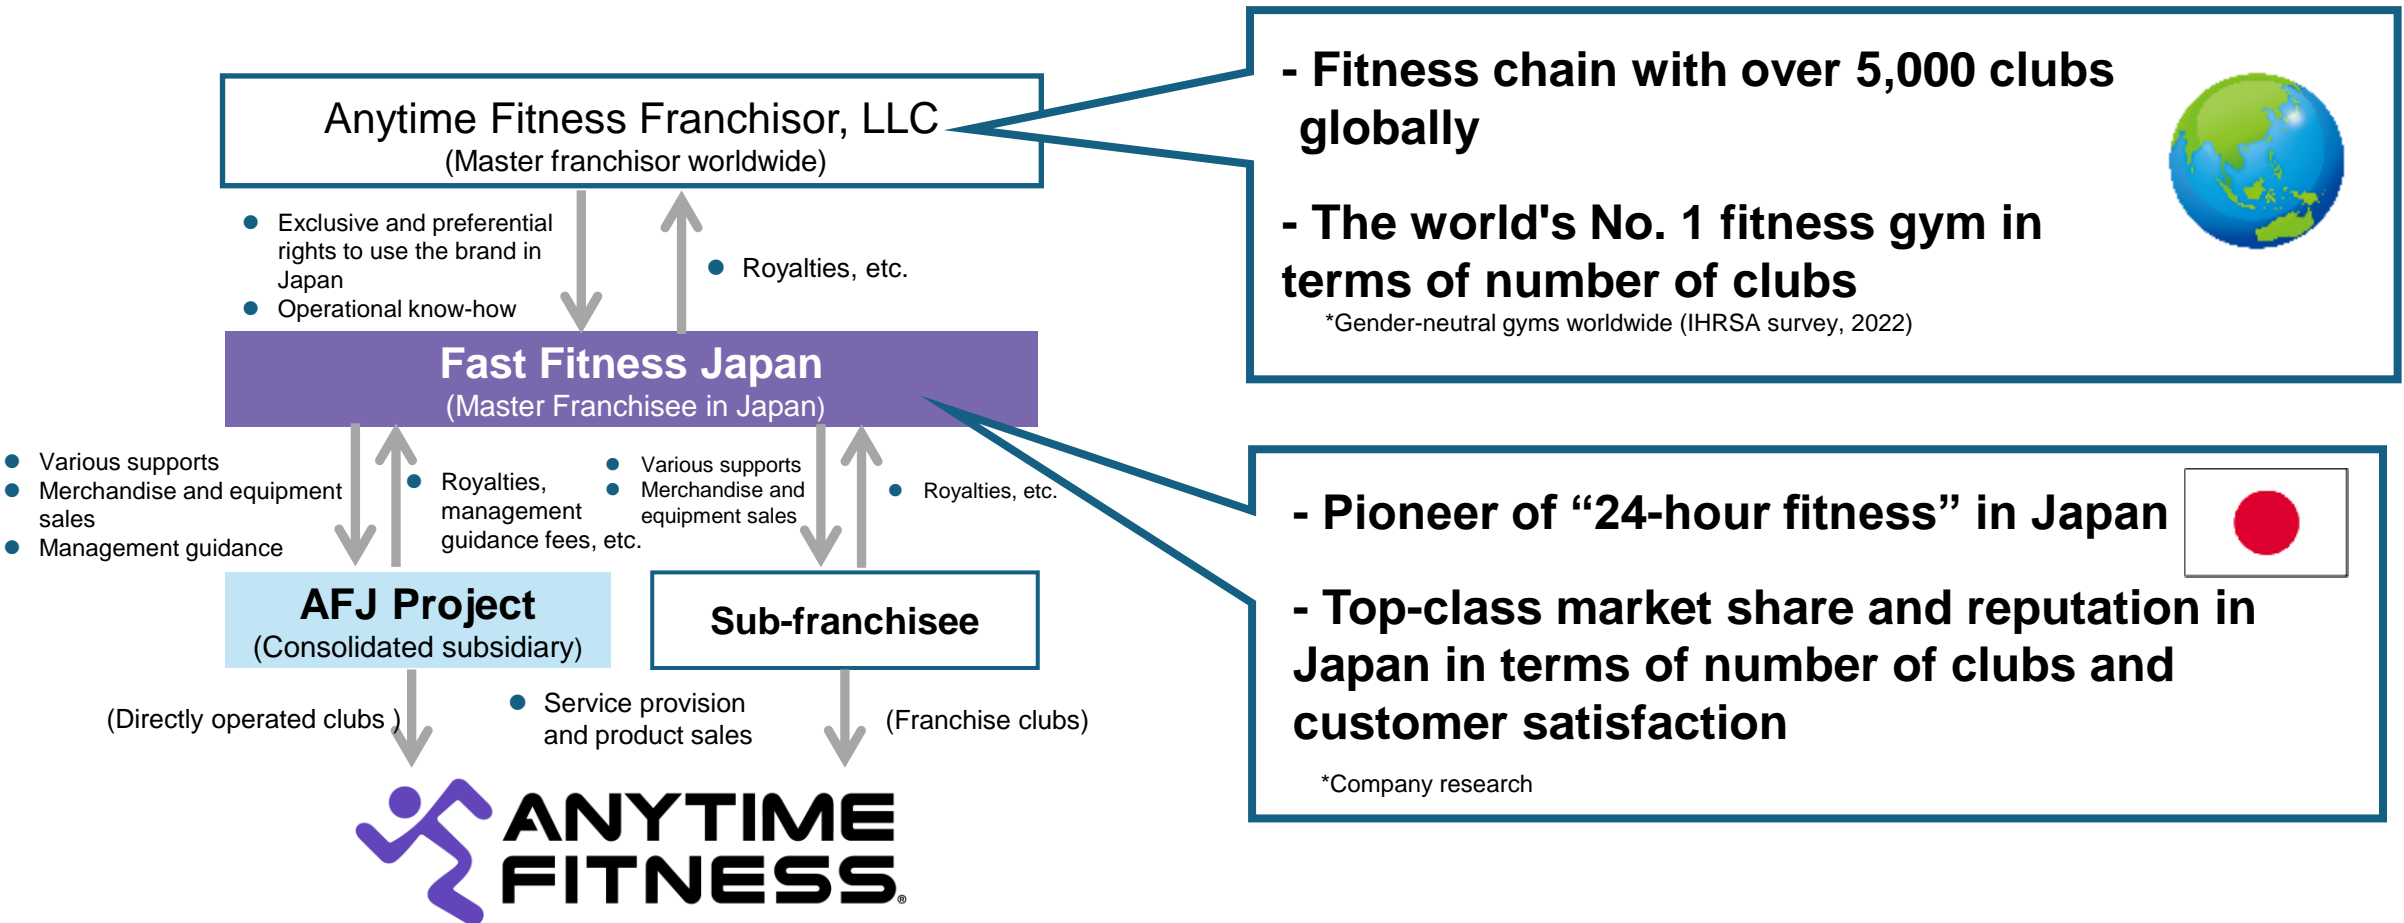 Anytime Fitness Franchisor, LLC
(Master franchisor worldwide)
- Fitness chain with over 5,000 clubs
globally
- The world's No. 1 fitness gym in
terms of number of clubs
*Gender-neutral gyms worldwide (IHRSA survey, 2022)
● Exclusive and preferential
rights to use the brand in
Japan
● Operational know-how
● Royalties, etc.
Fast Fitness Japan
(Master Franchisee in Japan)
● Various supports
● Merchandise and equipment
sales
● Management guidance
● Royalties,
management
guidance fees, etc.
● Various supports
● Merchandise and
equipment sales
● Royalties, etc.
- Pioneer of “24-hour fitness” in Japan
- Top-class market share and reputation in
Japan in terms of number of clubs and
customer satisfaction
*Company research
AFJ Project
(Consolidated subsidiary)
Sub-franchisee
(Directly operated clubs )
● Service provision
and product sales
(Franchise clubs)
ANYTIME
FITNESS®